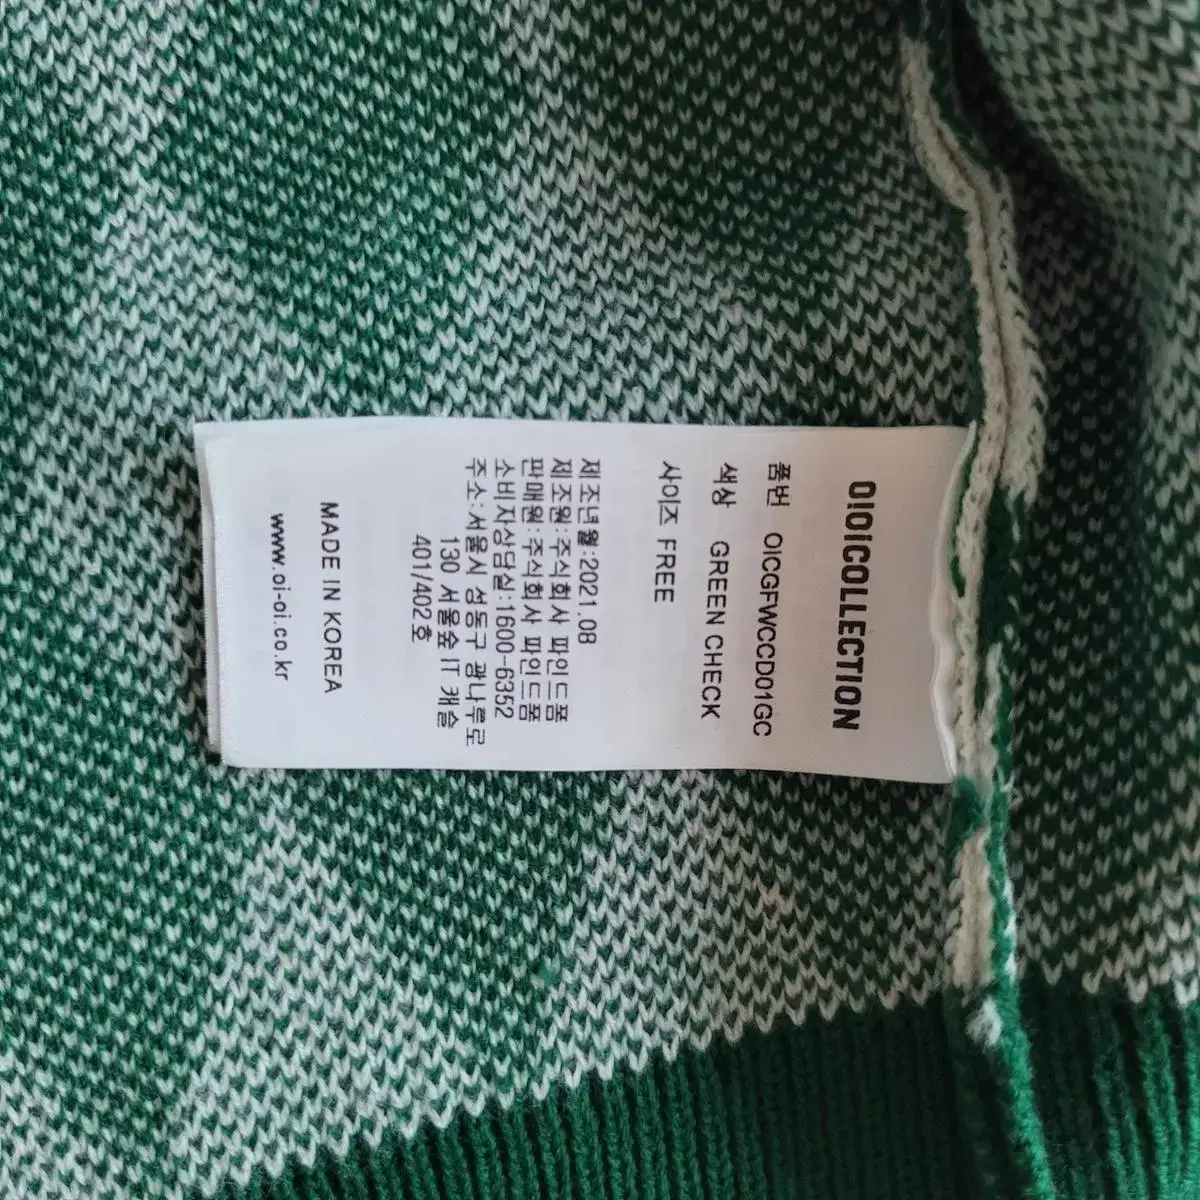 OIOICOLLECTION
품번 OICGFWCCD01GC
색상 GREEN CHECK
사이즈 FREE
제조년월:2021.08
제조원:주식회사 파인드폼
판매원:주식회사 파인드폼
소비자상담실:1600-6352
주소:서울시 성동구 광나루로
130 서울숲 IT 캐슬
401/402호
MADE IN KOREA
www.oi-oi.co.kr